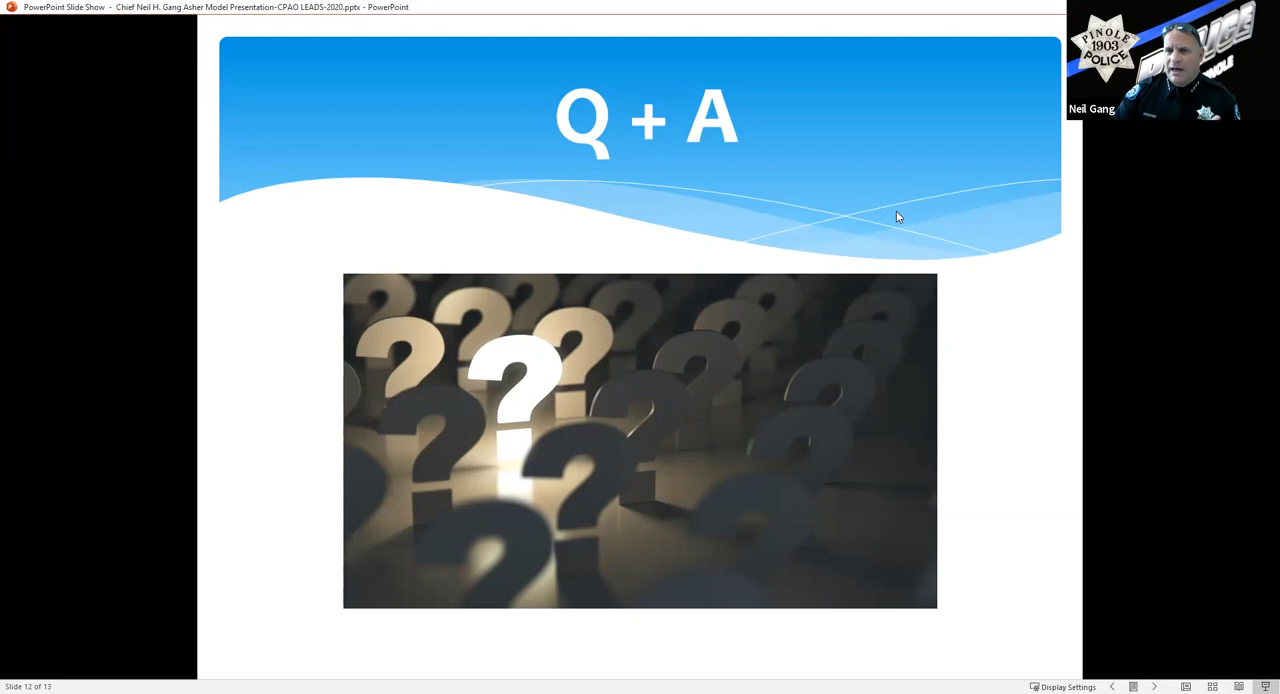 PowerPoint Slide Show - Chief Neil H. Gang Asher Model Presentation-CPAO LEADS-2020.pptx - PowerPoint
PINOLE
1903
POLICE
Neil Gang
Q + A
Slide 12 of 13
Display Settings